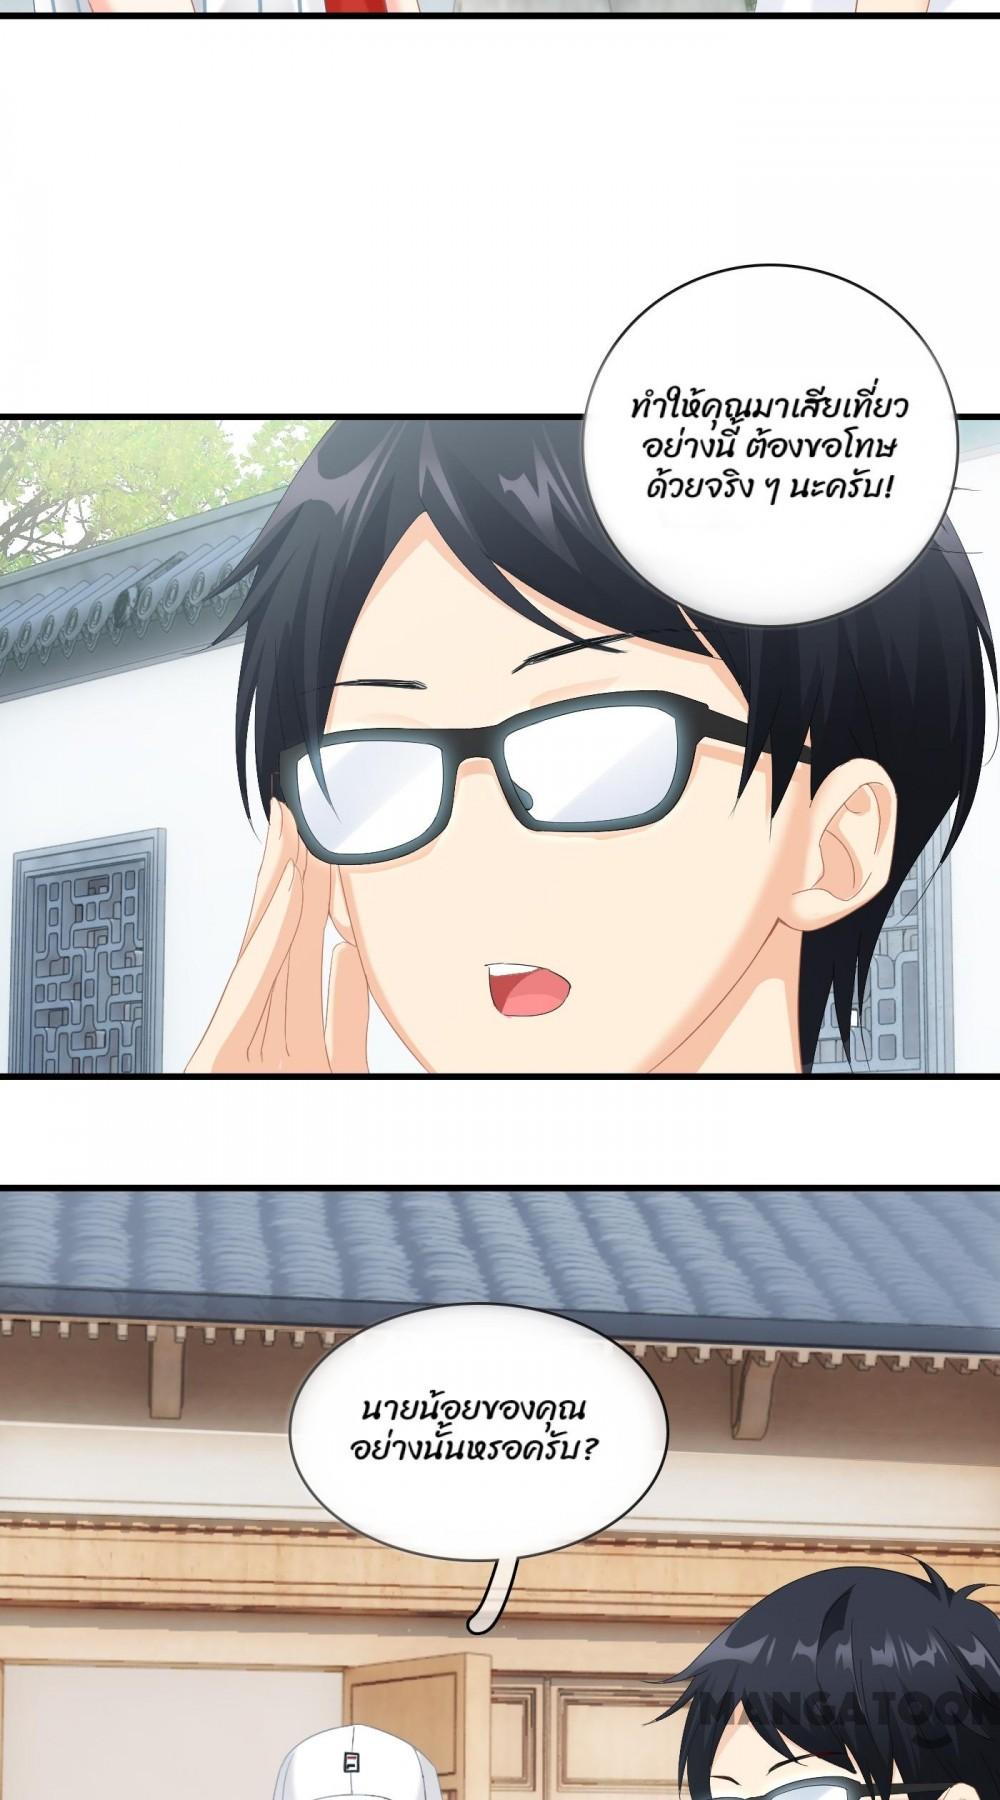 ทำให้คุณมาเสียเที่ยว
อย่างนี้ ต้องขอโทษ
ด้วยจริง ๆ นะครับ!
นายน้อยของคุณ
อย่างนั้นหรอครับ?
MANGATOON